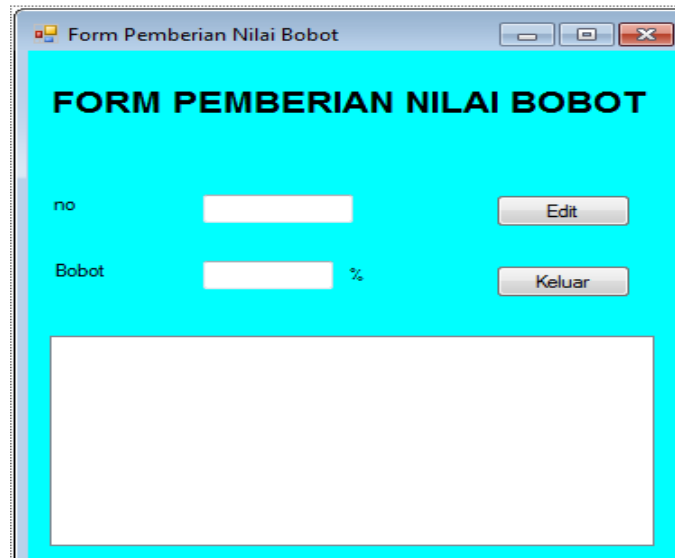 Form Pemberian Nilai Bobot
FORM PEMBERIAN NILAI BOBOT
no
Edit
Bobot
%
Keluar